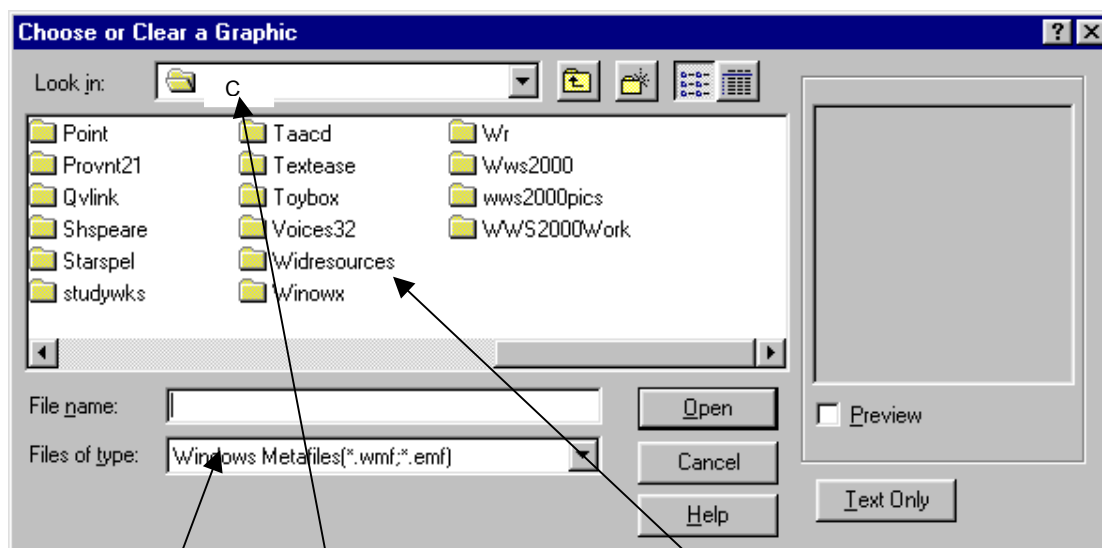 Choose or Clear a Graphic
Look in: C
Point Taacd Wr
Provnt21 Textease Wws2000
Qvlink Toybox wws2000pics
Shspeare Voices32 WWS2000Work
Starspel Widresources
studywks Winowx
File name: Open
Preview
Files of type: Windows Metafiles(*.wmf;*.emf) Cancel
Text Only
Help